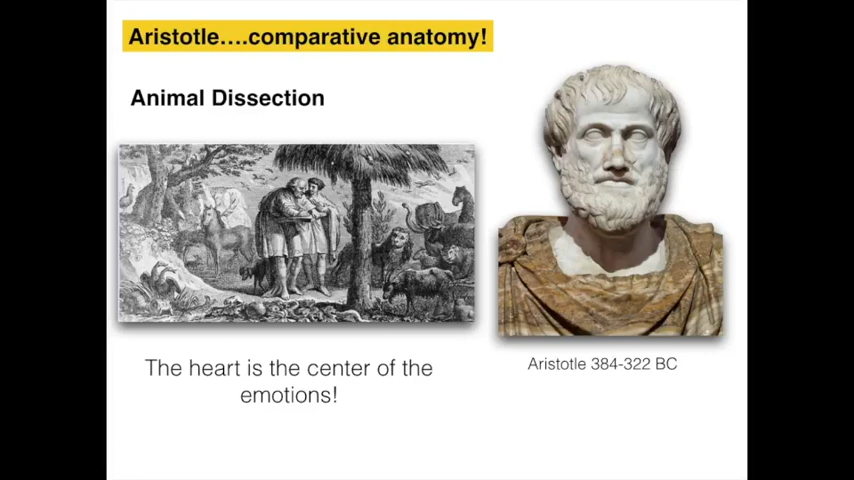 Aristotle….comparative anatomy!
Animal Dissection
The heart is the center of the
emotions!
Aristotle 384-322 BC